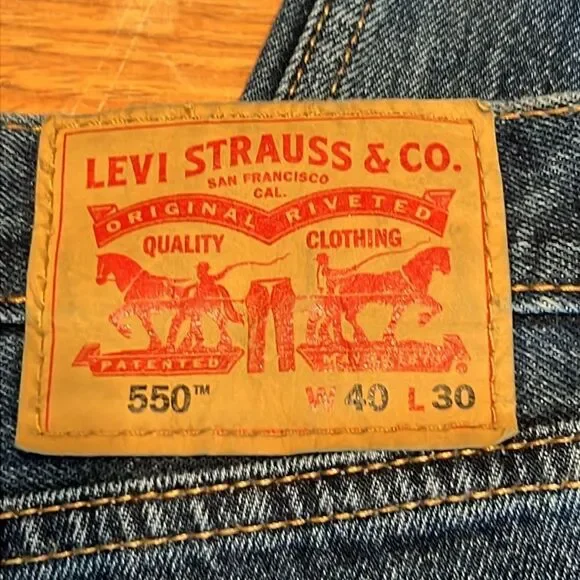 LEVI STRAUSS & CO.
SAN FRANCISCO
CAL.
ORIGINAL RIVETED
QUALITY CLOTHING
PATENTED
550™ W 40 L 30